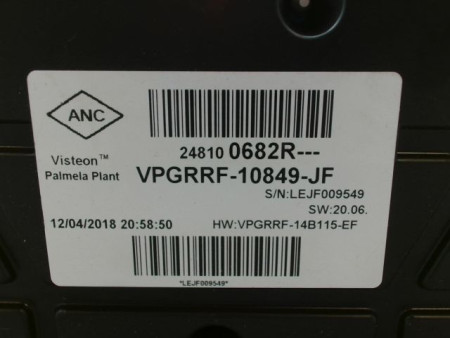 ANC
24810 0682R---
Visteon™
Palmela Plant
VPGRRF-10849-JF
S/N:LEJF009549
SW:20.06.
12/04/2018 20:58:50
HW:VPGRRF-14B115-EF
*LEJF009549*